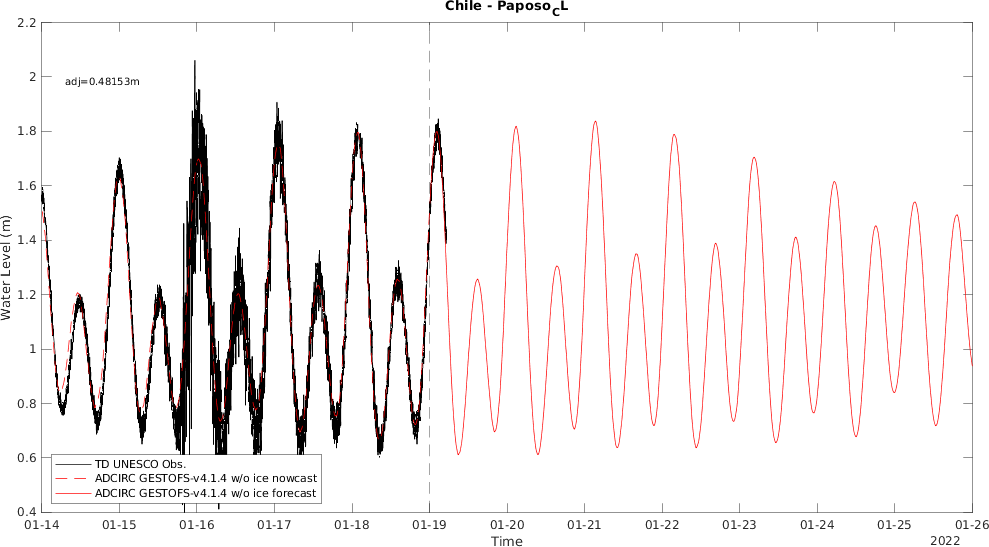 Chile - Paposo_CL
adj=0.48153m
Water Level (m)
2.2
2
1.8
1.6
1.4
1.2
1
0.8
0.6
0.4
TD UNESCO Obs.
ADCIRC GESTOFS-v4.1.4 w/o ice nowcast
ADCIRC GESTOFS-v4.1.4 w/o ice forecast
01-14 01-15 01-16 01-17 01-18 01-19 01-20 01-21 01-22 01-23 01-24 01-25 01-26
Time
2022